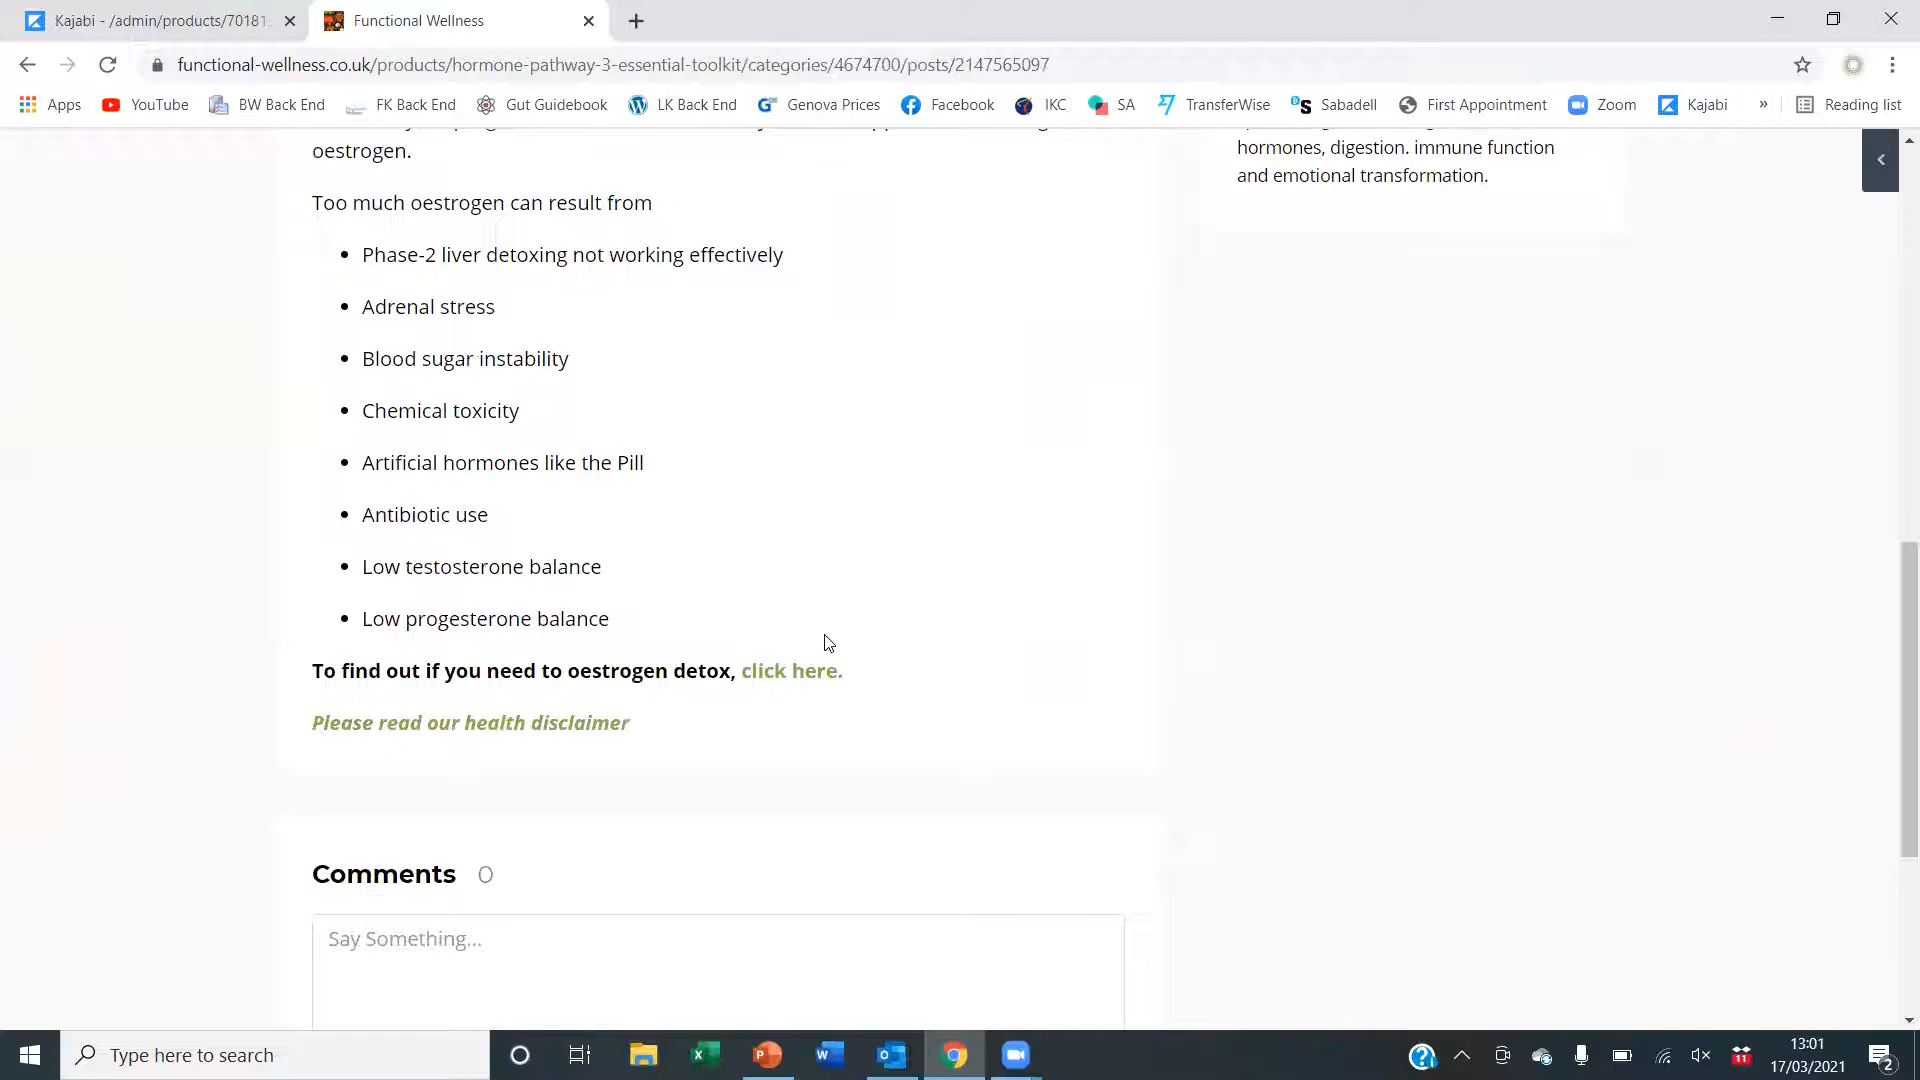 Kajabi - /admin/products/70181
Functional Wellness
functional-wellness.co.uk/products/hormone-pathway-3-essential-toolkit/categories/4674700/posts/2147565097
Apps YouTube BW Back End FK Back End Gut Guidebook LK Back End Genova Prices Facebook IKC SA TransferWise Sabadell First Appointment Zoom Kajabi » Reading list
oestrogen.
Too much oestrogen can result from
• Phase-2 liver detoxing not working effectively
• Adrenal stress
• Blood sugar instability
• Chemical toxicity
• Artificial hormones like the Pill
• Antibiotic use
• Low testosterone balance
• Low progesterone balance
To find out if you need to oestrogen detox, click here.
Please read our health disclaimer
hormones, digestion. immune function
and emotional transformation.
Comments 0
Say Something...
Type here to search
11
13:01
17/03/2021
2